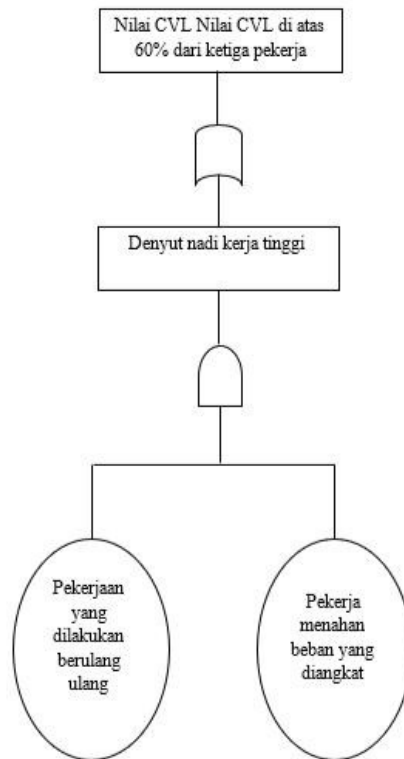 Nilai CVL Nilai CVL di atas
60% dari ketiga pekerja
Denyut nadi kerja tinggi
Pekerjaan
yang
dilakukan
berulang
ulang
Pekerja
menahan
beban yang
diangkat